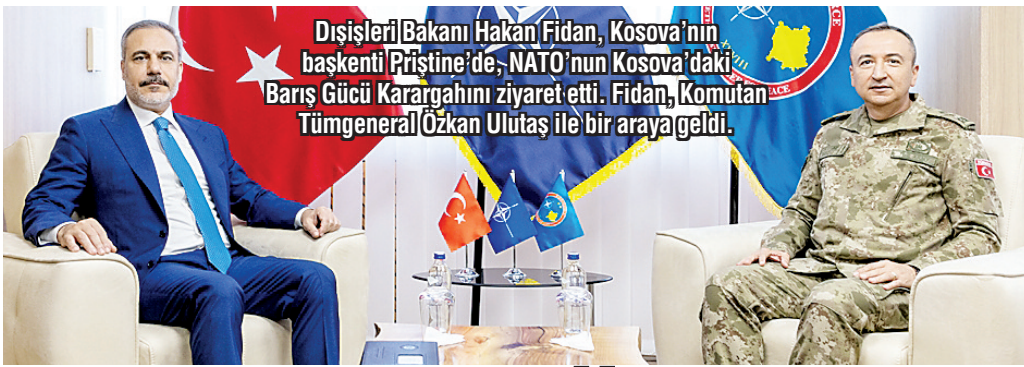 Dışişleri Bakanı Hakan Fidan, Kosova’nın
başkenti Priştine’de, NATO’nun Kosova’daki
Barış Gücü Karargahını ziyaret etti. Fidan, Komutan
Tümgeneral Özkan Ulutaş ile bir araya geldi.